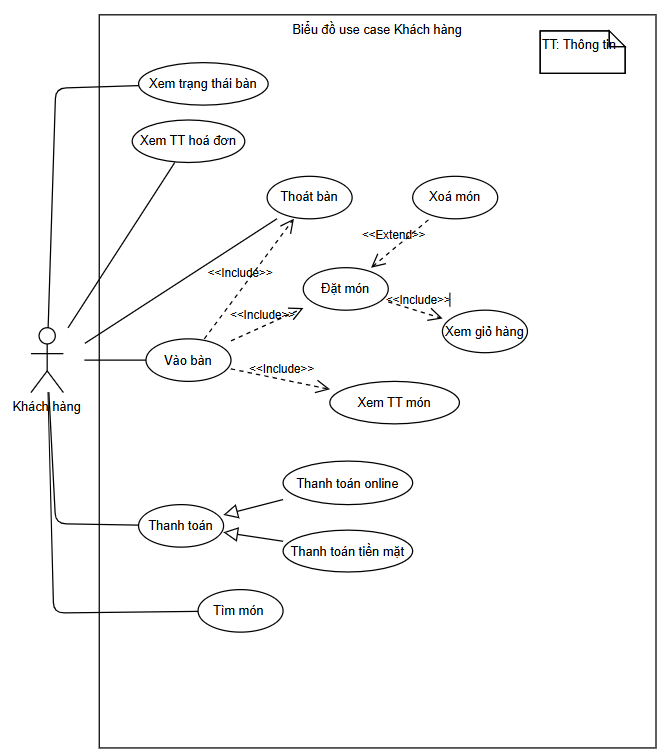 Biểu đồ use case Khách hàng
TT: Thông tin
Xem trạng thái bàn
Xem TT hoá đơn
Thoát bàn
Xoá món
<<Extend>>
<<Include>>
Đặt món
<<Include>>
<<Include>>
Xem giỏ hàng
Vào bàn
<<Include>>
Xem TT món
Khách hàng
Thanh toán online
Thanh toán
Thanh toán tiền mặt
Tìm món